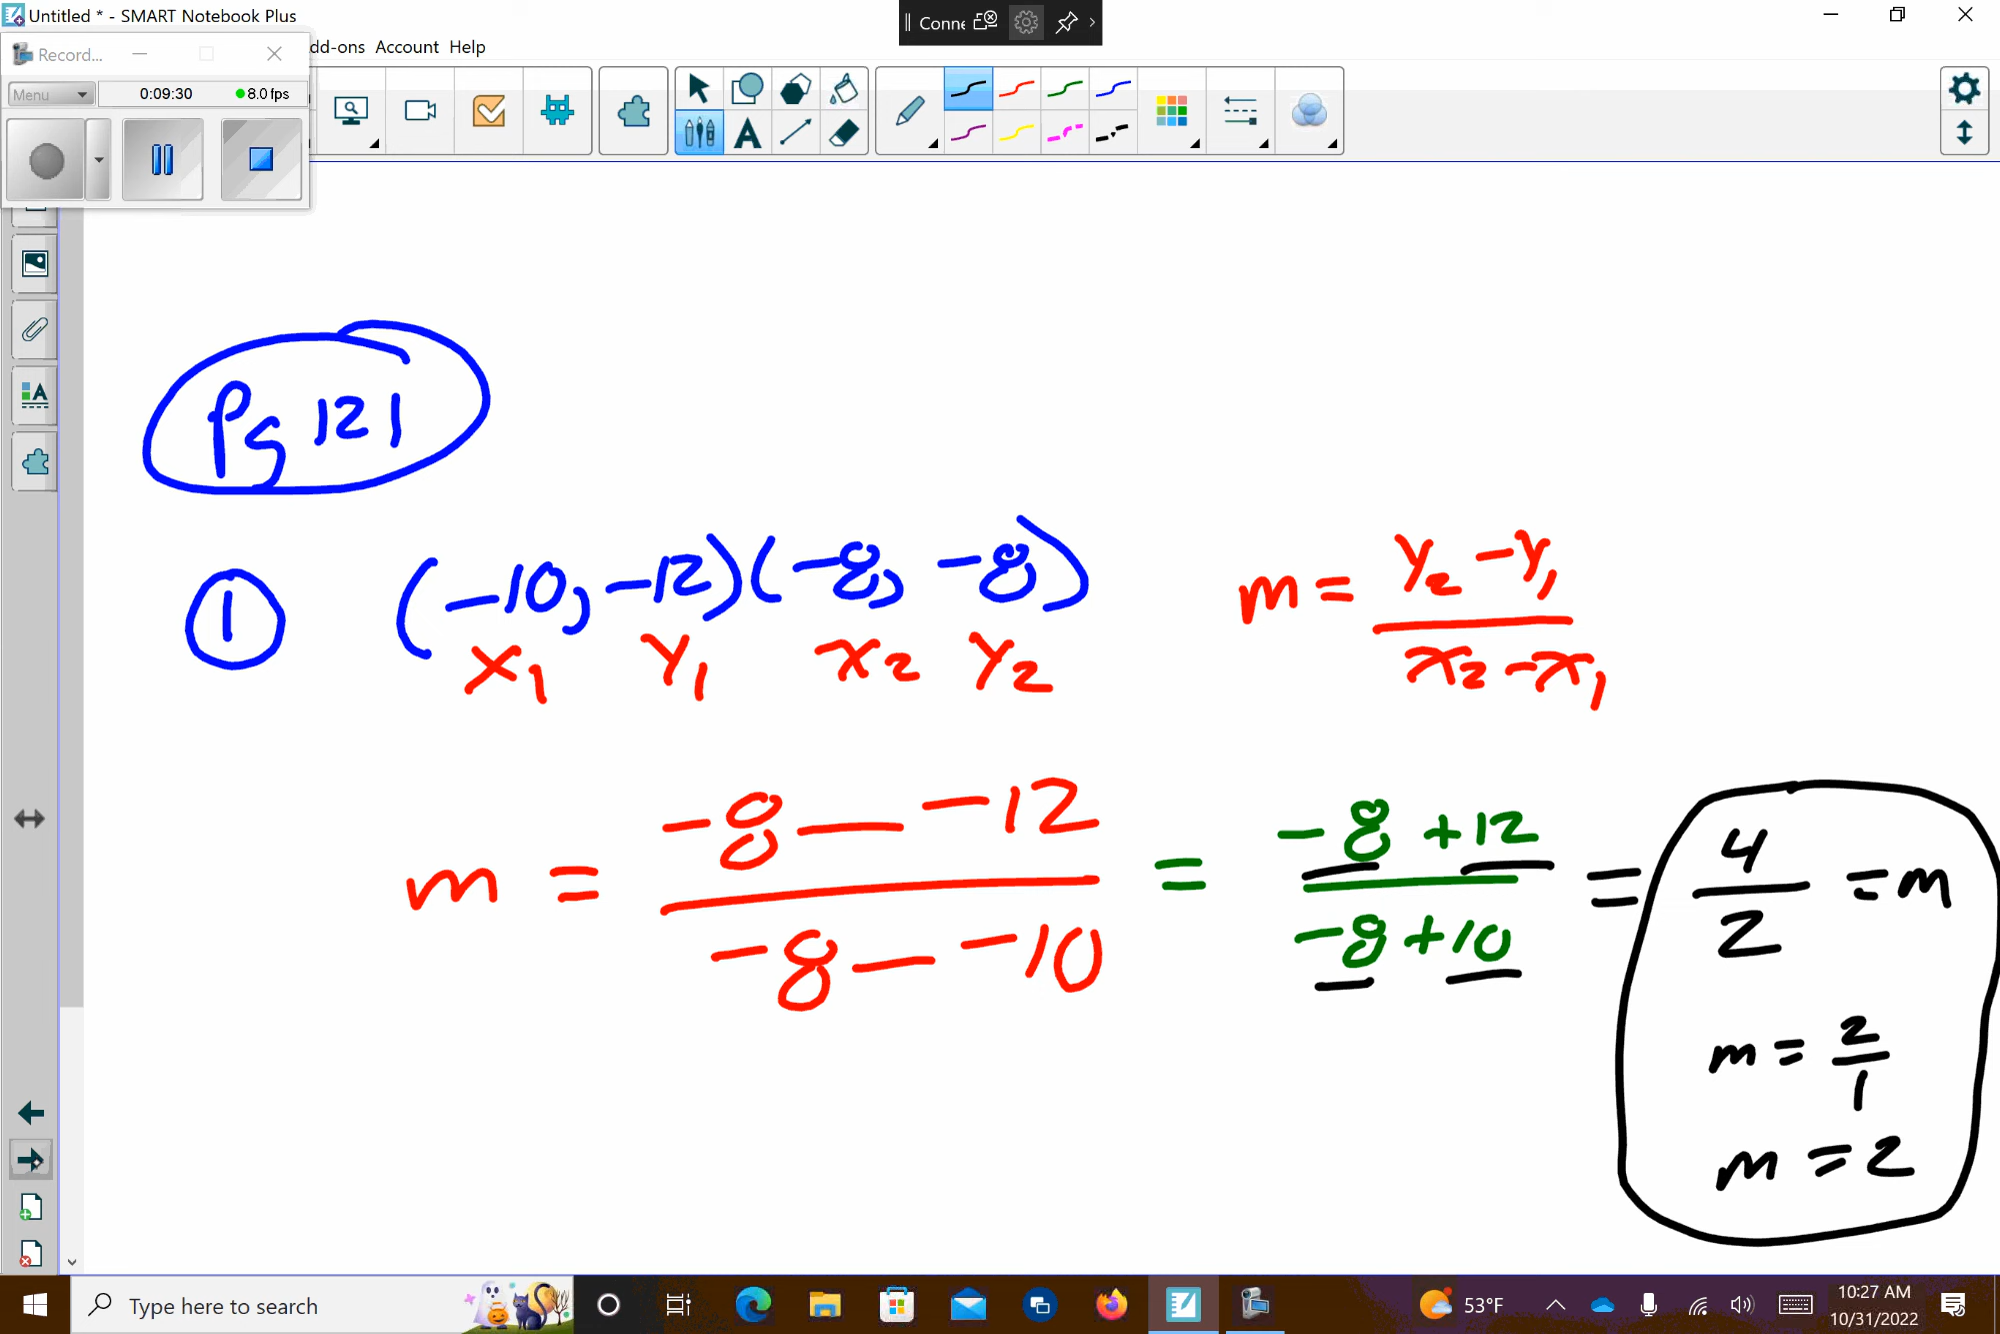 Untitled * - SMART Notebook Plus
Conne
Record...
dd-ons Account Help
Menu
0:09:30
8.0 fps
Pg 121
1 (-10, -12) (-8, -8)
x₁ y₁ x₂ y₂
m = y₂ - y₁ / x₂ - x₁
m = -8 - -12 / -8 - -10 = -8 + 12 / -8 + 10 = 4 / 2 = m
m = 2 / 1
m = 2
Type here to search
53°F
10:27 AM
10/31/2022